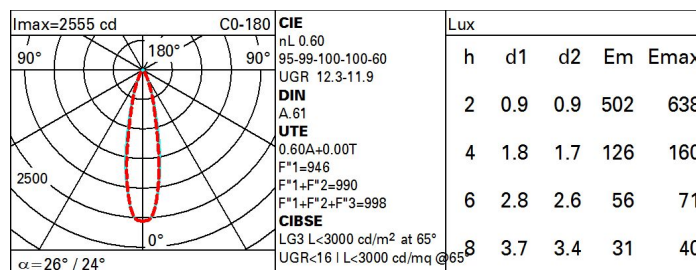 Imax=2555 cd C0-180
90° 180° 90°
2500
0°
α=26° / 24°
CIE
nL 0.60
95-99-100-100-60
UGR 12.3-11.9
DIN
A.61
UTE
0.60A+0.00T
F"1=946
F"1+F"2=990
F"1+F"2+F"3=998
CIBSE
LG3 L<3000 cd/m² at 65°
UGR<16 | L<3000 cd/mq @65°
Lux
h d1 d2 Em Emax
2 0.9 0.9 502 638
4 1.8 1.7 126 160
6 2.8 2.6 56 71
8 3.7 3.4 31 40